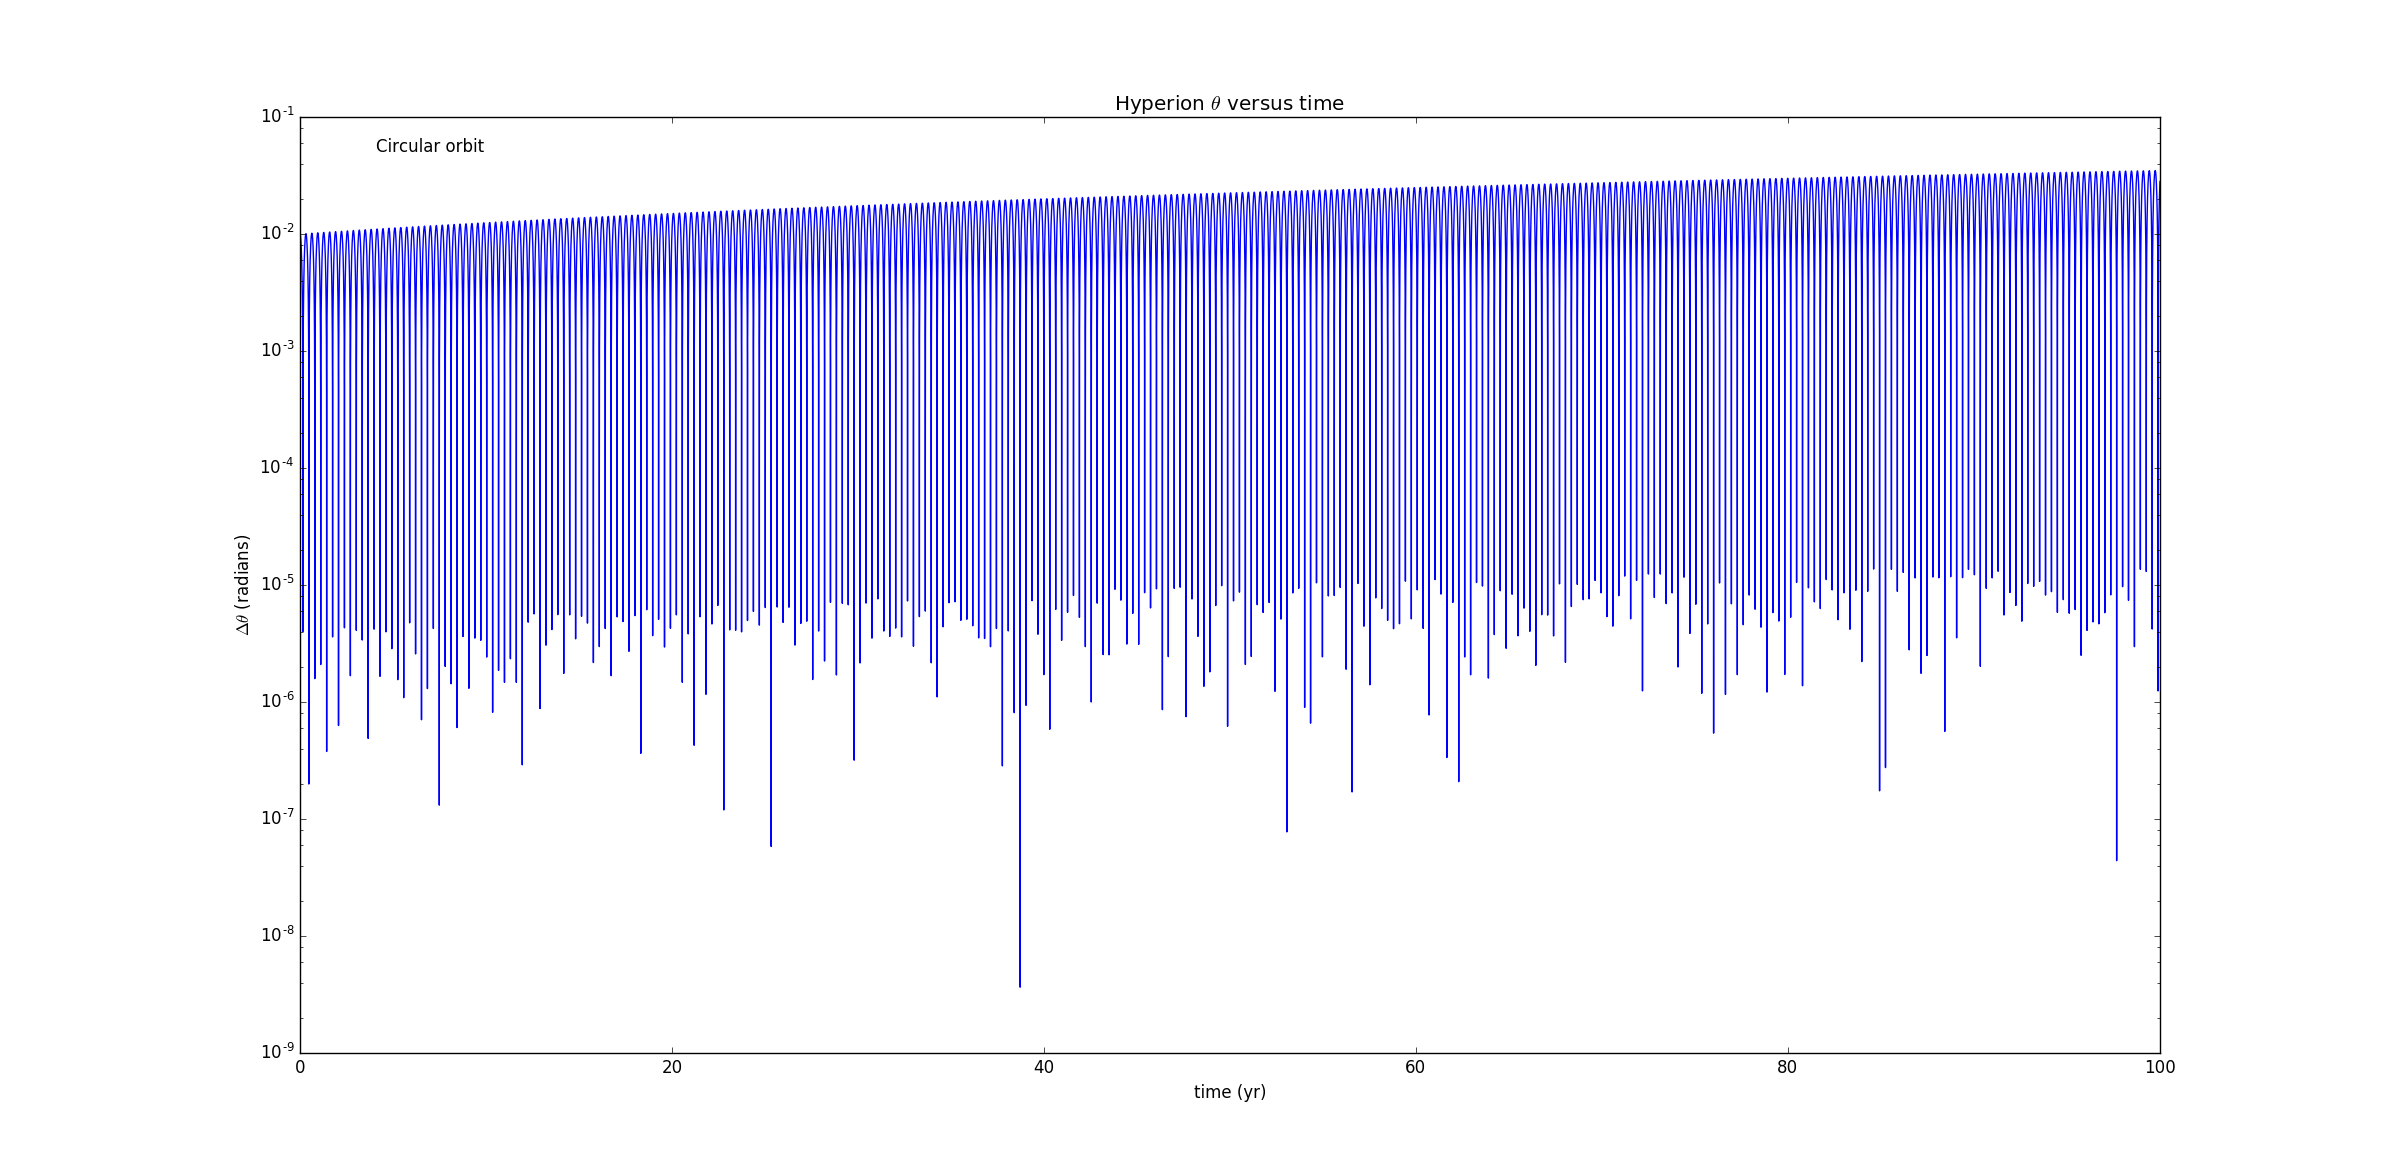 Hyperion θ versus time
Circular orbit
10^-1
10^-2
10^-3
10^-4
10^-5
10^-6
10^-7
10^-8
10^-9
Δθ (radians)
0 20 40 60 80 100
time (yr)